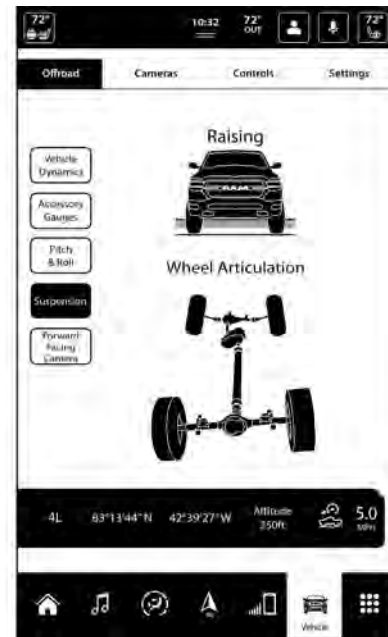 72°
10:32
72°
OUT
72°
Offroad
Cameras
Controls
Settings
Raising
Vehicle
Dynamics
RAM
Accessory
Gauges
Pitch
& Roll
Wheel Articulation
Suspension
Forward
Facing
Camera
4L
83°13'44"N
42°39'27"W
Altitude
350ft
5.0
MPH
Vehicle